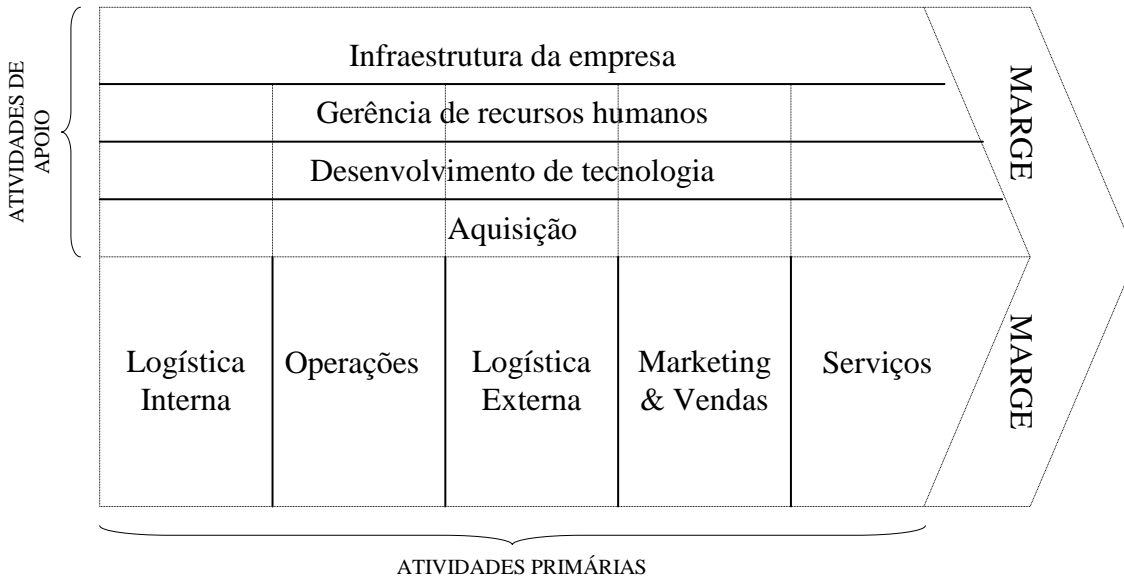 ATIVIDADES DE
APOIO
Infraestrutura da empresa
Gerência de recursos humanos
Desenvolvimento de tecnologia
Aquisição
MARGE
Logística
Interna
Operações
Logística
Externa
Marketing
& Vendas
Serviços
MARGE
ATIVIDADES PRIMÁRIAS